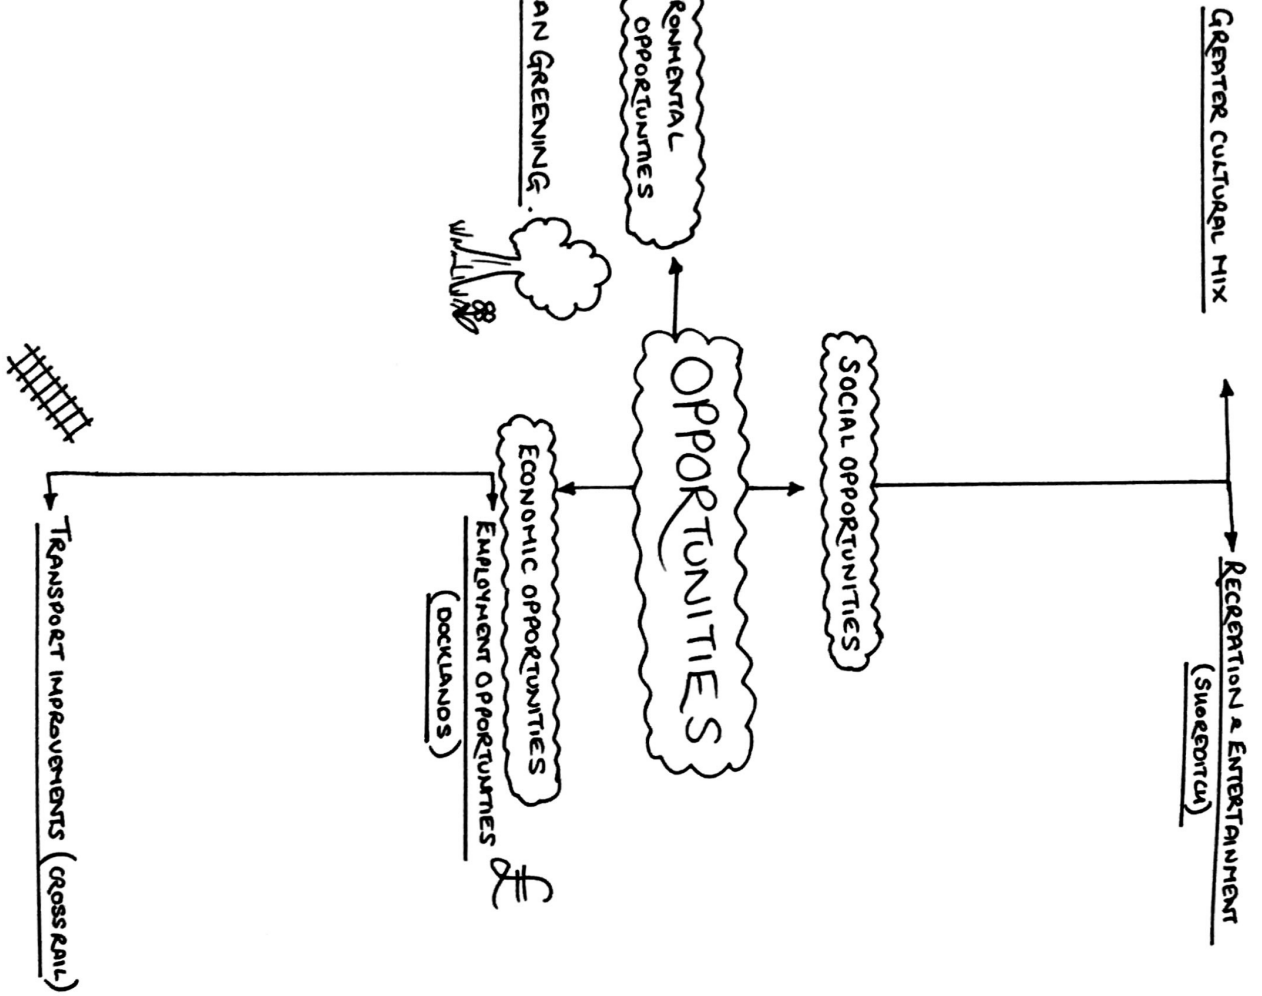 GREATER CULTURAL MIX
RECREATION & ENTERTAINMENT
(SHOREDITCH)
SOCIAL OPPORTUNITIES
OPPORTUNITIES
RONMENTAL
OPPORTUNITIES
AN GREENING.
ECONOMIC OPPORTUNITIES
EMPLOYMENT OPPORTUNITIES £
(DOCKLANDS)
TRANSPORT IMPROVEMENTS (CROSSRAIL)